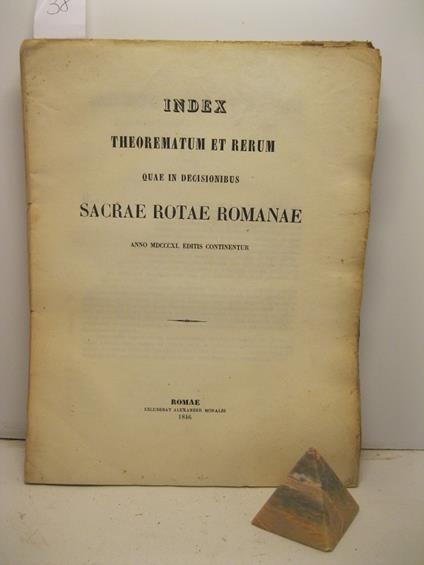 38
INDEX
THEOREMATUM ET RERUM
QUAE IN DECISIONIBUS
SACRAE ROTAE ROMANAE
ANNO MDCCCXL EDITIS CONTINENTUR
ROMAE
EXCUDEBAT ALEXANDER MONALDI
1846